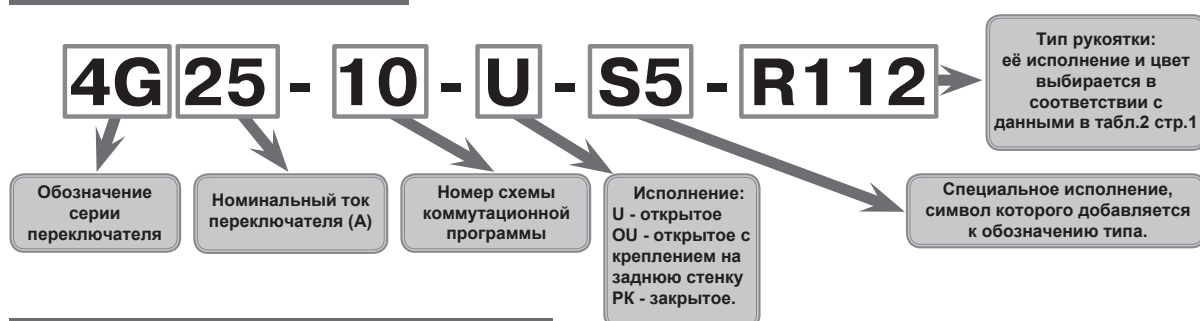 4G 25 - 10 - U - S5 - R112
Тип рукоятки:
её исполнение и цвет
выбирается в
соответствии с
данными в табл.2 стр.1
Обозначение
серии
переключателя
Номинальный ток
переключателя (А)
Номер схемы
коммутационной
программы
Исполнение:
U - открытое
OU - открытое с
креплением на
заднюю стенку
РК - закрытое.
Специальное исполнение,
символ которого добавляется
к обозначению типа.